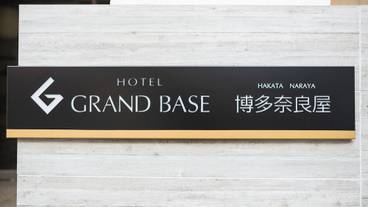 HOTEL
GRAND BASE
HAKATA NARAYA
博多奈良屋